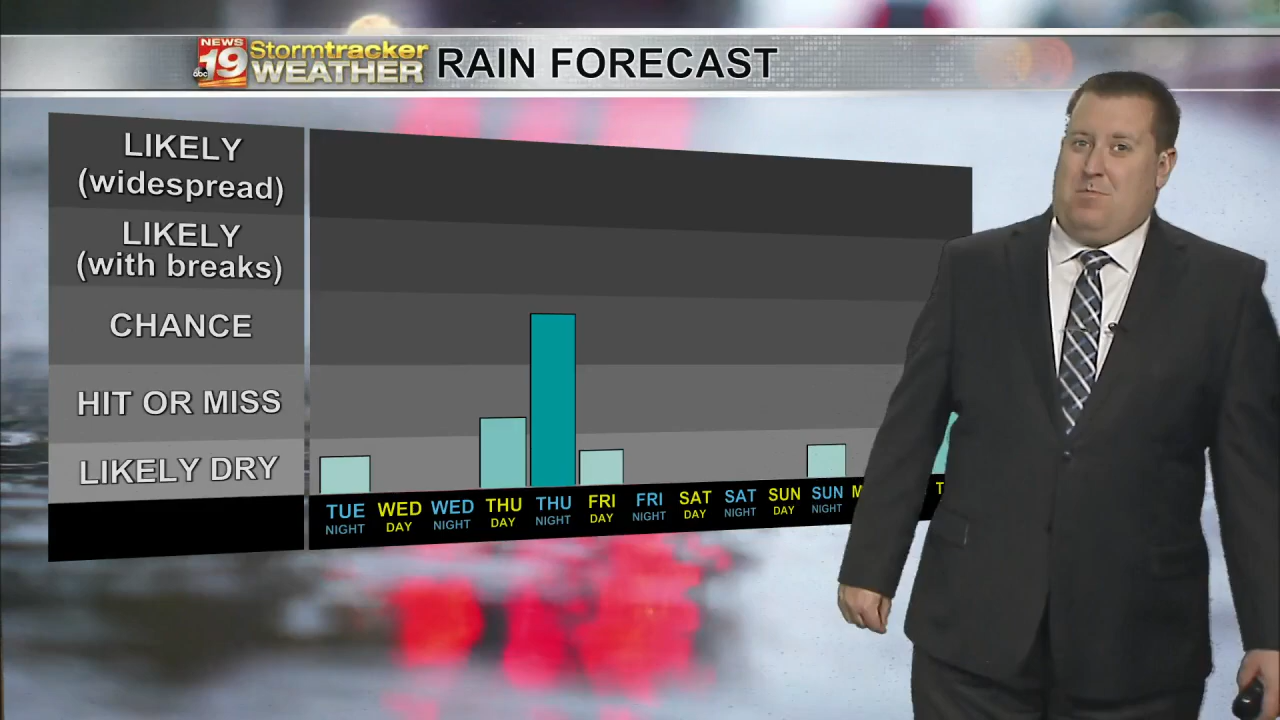 NEWS
19
abc
Stormtracker
WEATHER
RAIN FORECAST
LIKELY
(widespread)
LIKELY
(with breaks)
CHANCE
HIT OR MISS
LIKELY DRY
TUE WED WED THU THU FRI FRI SAT SAT SUN SUN M T
NIGHT DAY NIGHT DAY NIGHT DAY NIGHT DAY NIGHT DAY NIGHT